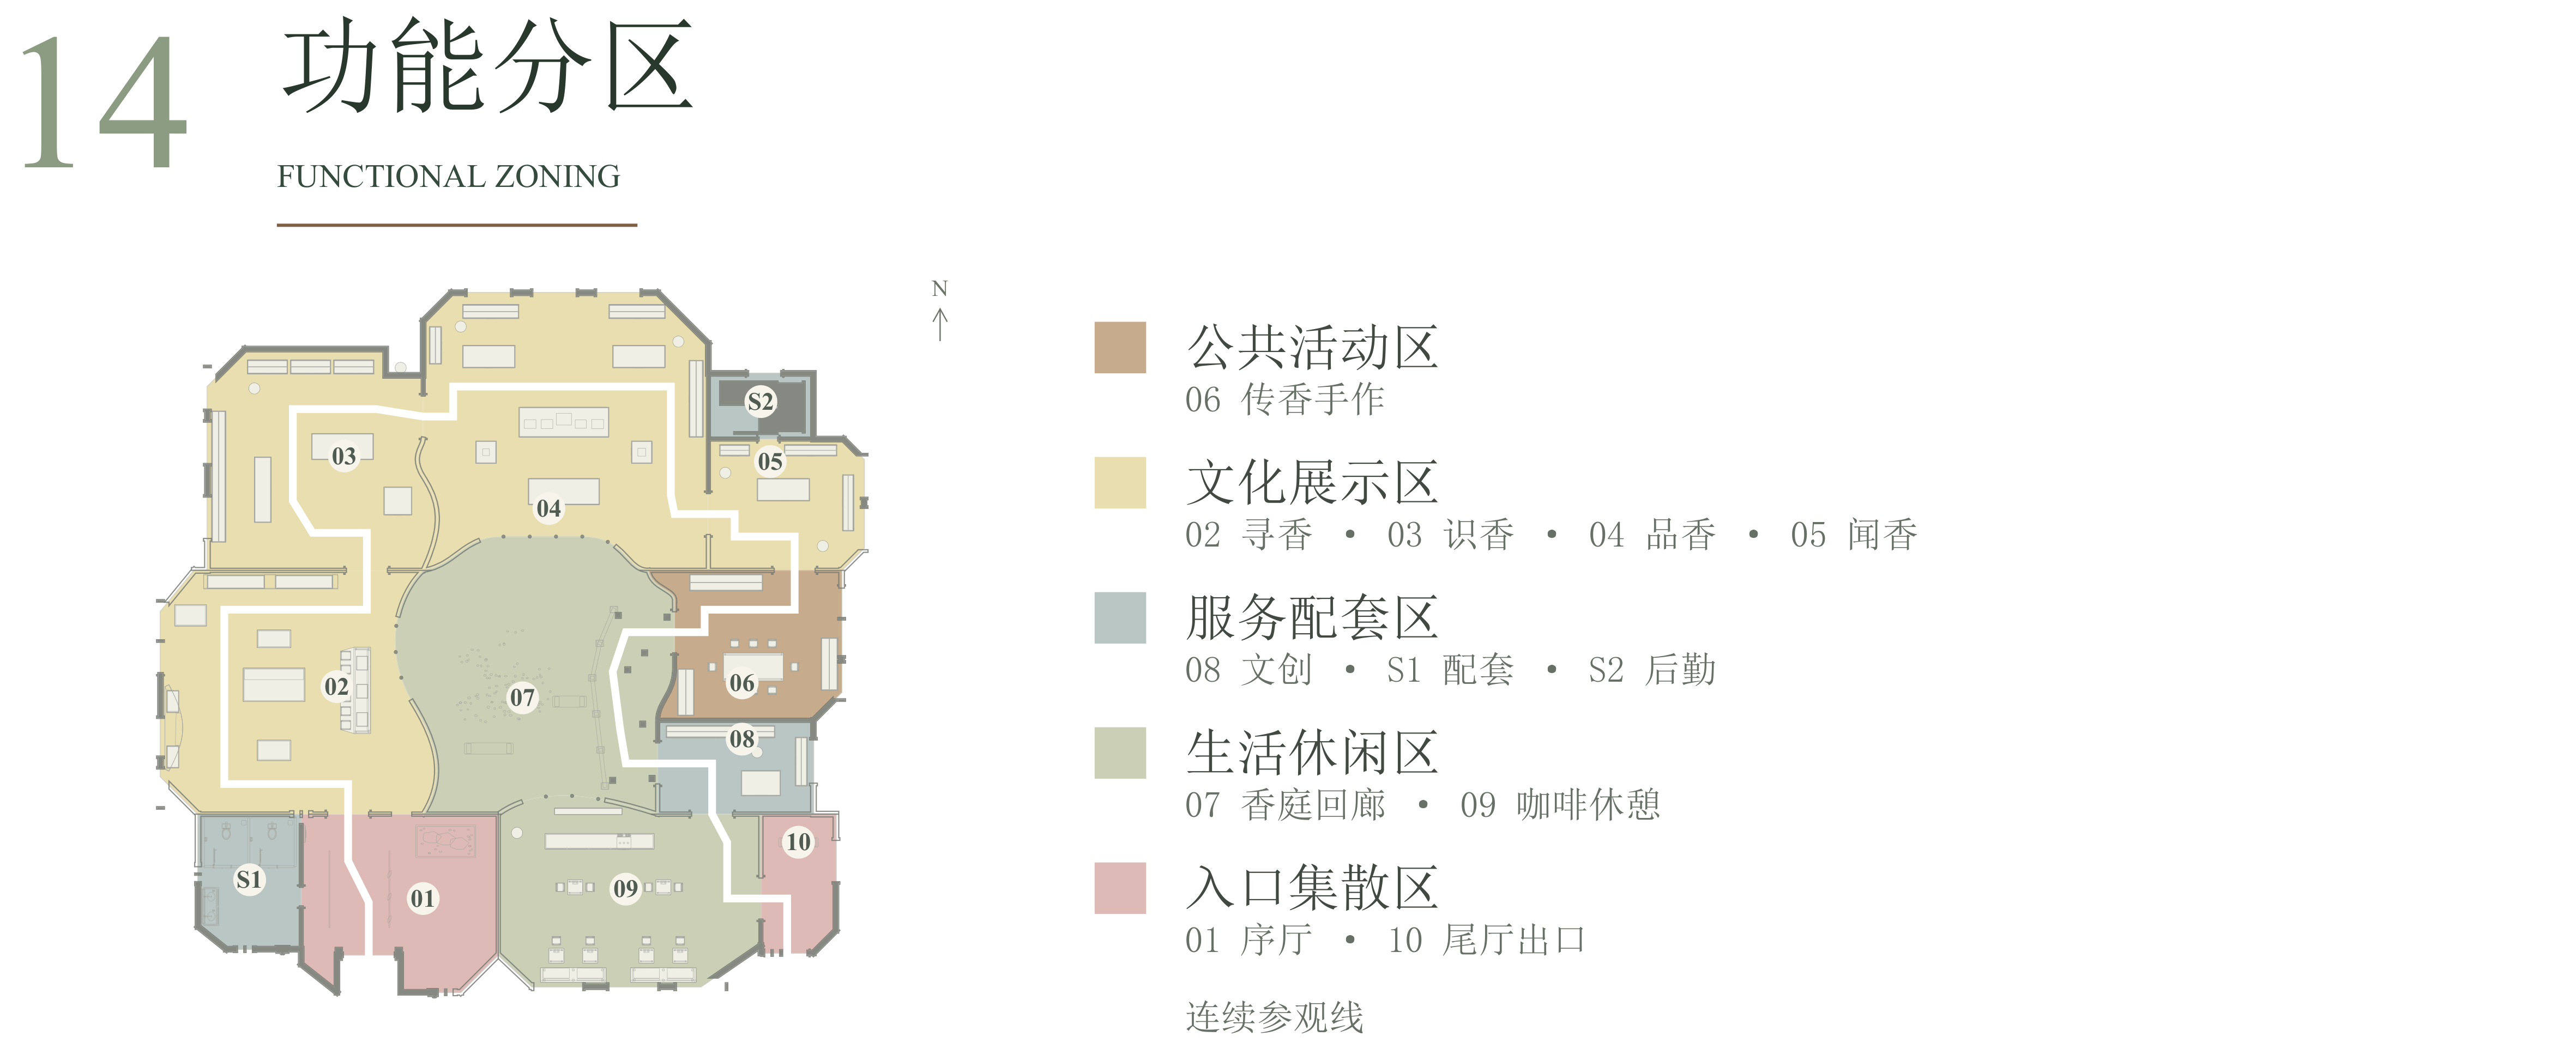 14
功能分区
FUNCTIONAL ZONING
N
S2
03
05
04
02
07
06
08
S1
01
09
10
公共活动区
06 传香手作
文化展示区
02 寻香 • 03 识香 • 04 品香 • 05 闻香
服务配套区
08 文创 • S1 配套 • S2 后勤
生活休闲区
07 香庭回廊 • 09 咖啡休憩
入口集散区
01 序厅 • 10 尾厅出口
连续参观线